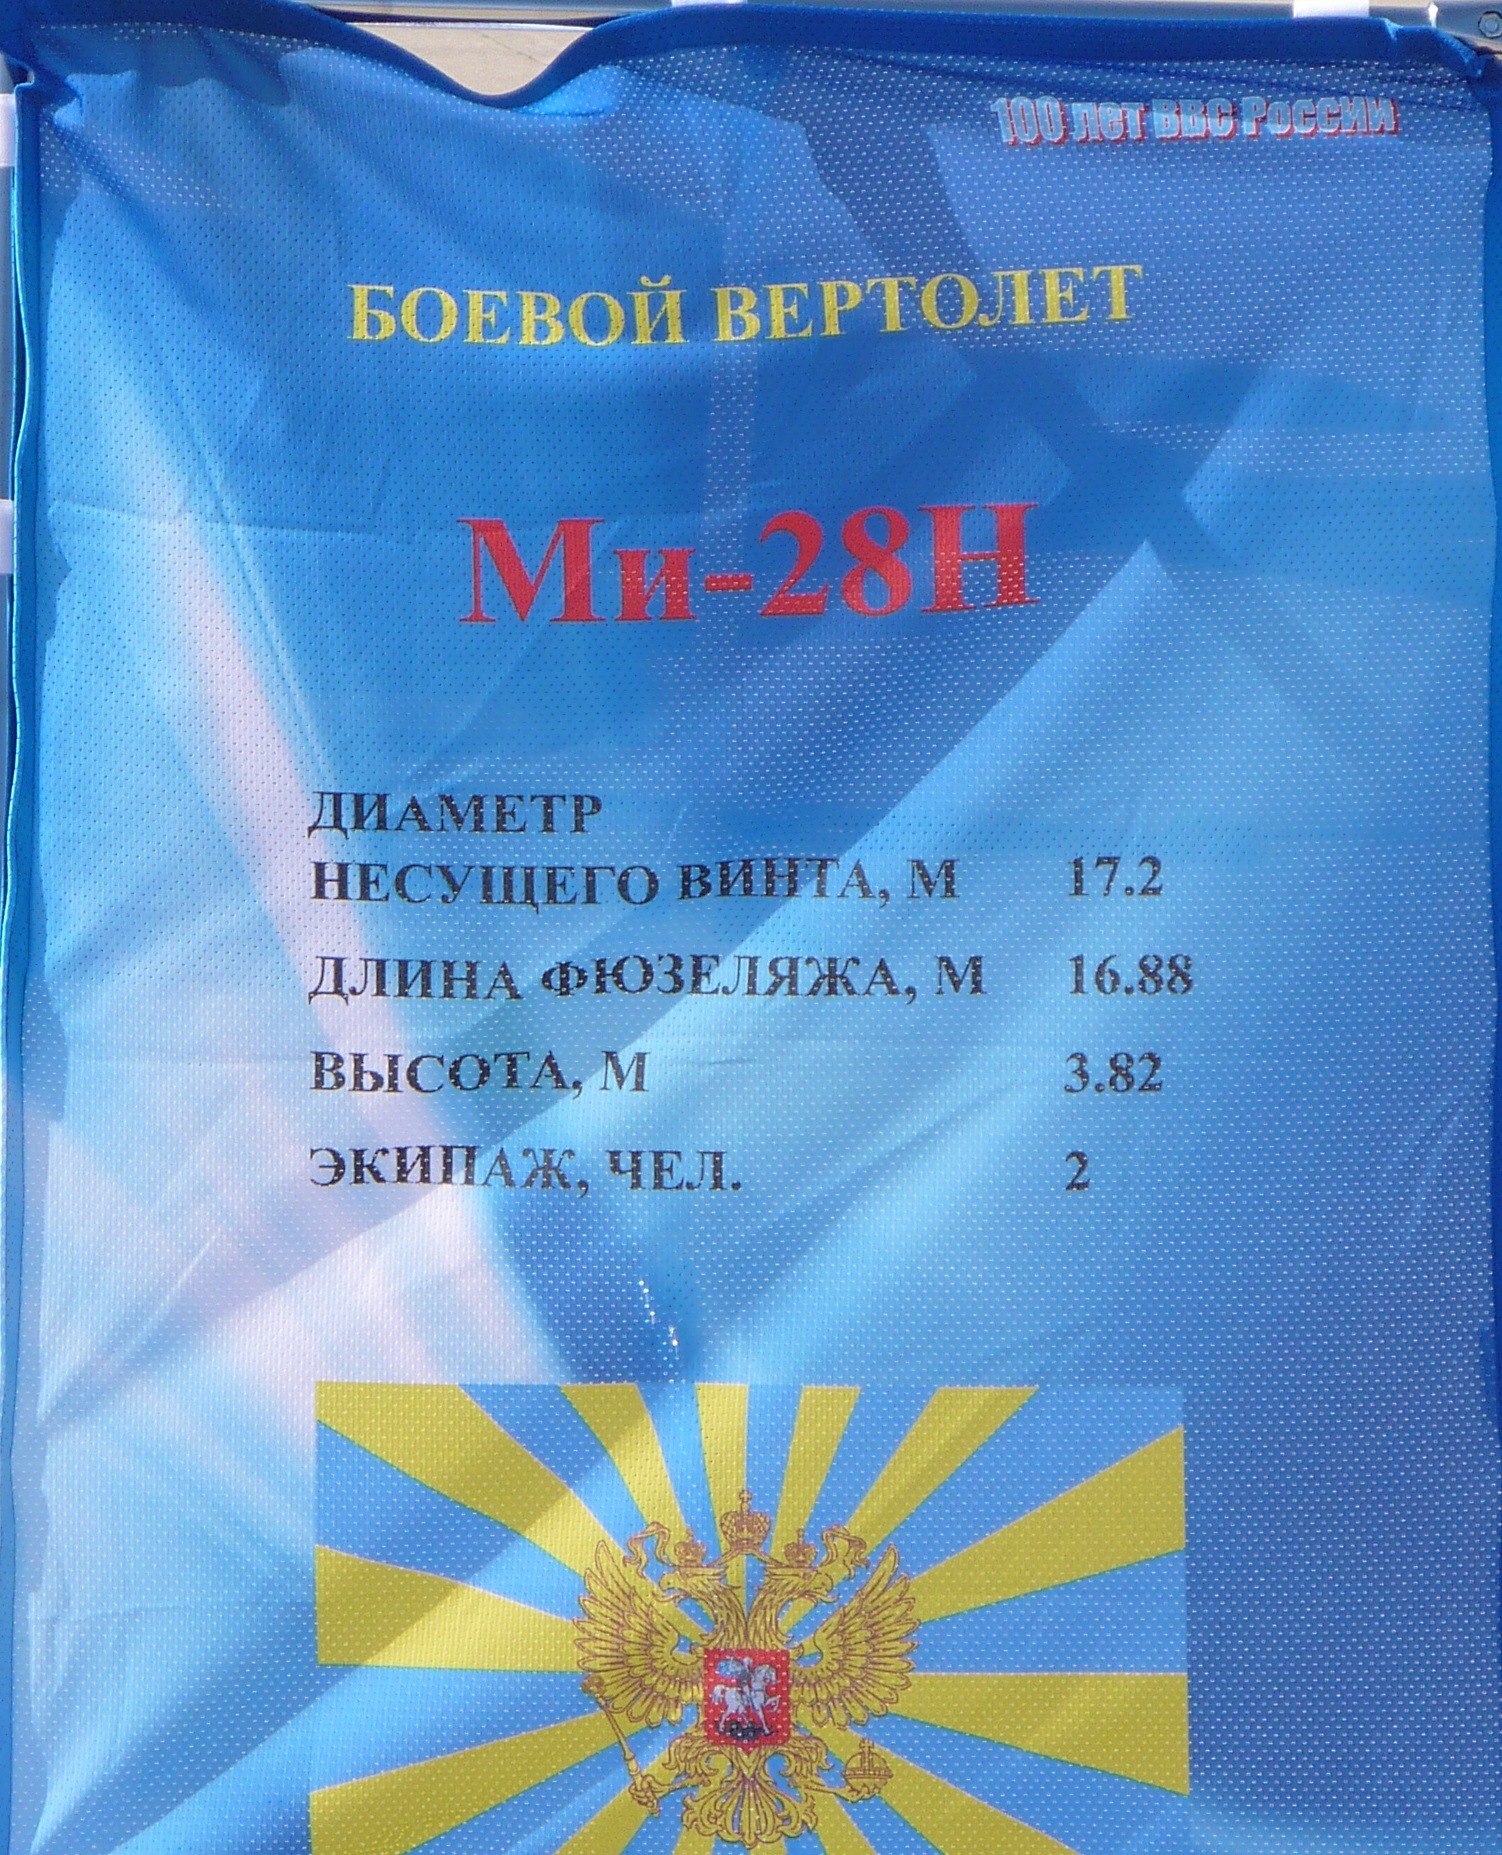 100 лет ВВС России
БОЕВОЙ ВЕРТОЛЕТ
Ми-28Н
ДИАМЕТР
НЕСУЩЕГО ВИНТА, М 17.2
ДЛИНА ФЮЗЕЛЯЖА, М 16.88
ВЫСОТА, М 3.82
ЭКИПАЖ, ЧЕЛ. 2